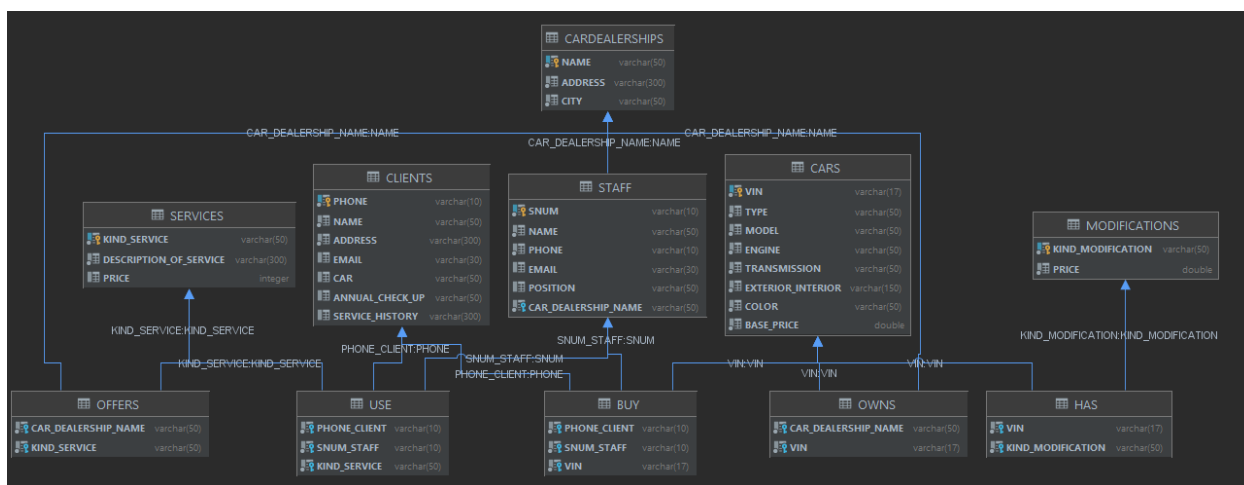 CARDEALERSHIPS
NAME varchar(50)
ADDRESS varchar(300)
CITY varchar(50)
CAR_DEALERSHIP_NAME:NAME
CAR_DEALERSHIP_NAME:NAME
CAR_DEALERSHIP_NAME:NAME
SERVICES
KIND_SERVICE varchar(50)
DESCRIPTION_OF_SERVICE varchar(300)
PRICE integer
CLIENTS
PHONE varchar(10)
NAME varchar(50)
ADDRESS varchar(300)
EMAIL varchar(30)
CAR varchar(50)
ANNUAL_CHECK_UP varchar(50)
SERVICE_HISTORY varchar(300)
STAFF
SNUM varchar(10)
NAME varchar(50)
PHONE varchar(10)
EMAIL varchar(30)
POSITION varchar(50)
CAR_DEALERSHIP_NAME varchar(50)
CARS
VIN varchar(17)
TYPE varchar(50)
MODEL varchar(50)
ENGINE varchar(50)
TRANSMISSION varchar(50)
EXTERIOR_INTERIOR varchar(150)
COLOR varchar(50)
BASE_PRICE double
MODIFICATIONS
KIND_MODIFICATION varchar(50)
PRICE double
KIND_SERVICE:KIND_SERVICE
KIND_SERVICE:KIND_SERVICE
PHONE_CLIENT:PHONE
SNUM_STAFF:SNUM
PHONE_CLIENT:PHONE
SNUM_STAFF:SNUM
VIN:VIN
VIN:VIN
VIN:VIN
KIND_MODIFICATION:KIND_MODIFICATION
OFFERS
CAR_DEALERSHIP_NAME varchar(50)
KIND_SERVICE varchar(50)
USE
PHONE_CLIENT varchar(10)
SNUM_STAFF varchar(10)
KIND_SERVICE varchar(50)
BUY
PHONE_CLIENT varchar(10)
SNUM_STAFF varchar(10)
VIN varchar(17)
OWNS
CAR_DEALERSHIP_NAME varchar(50)
VIN varchar(17)
HAS
VIN varchar(17)
KIND_MODIFICATION varchar(50)